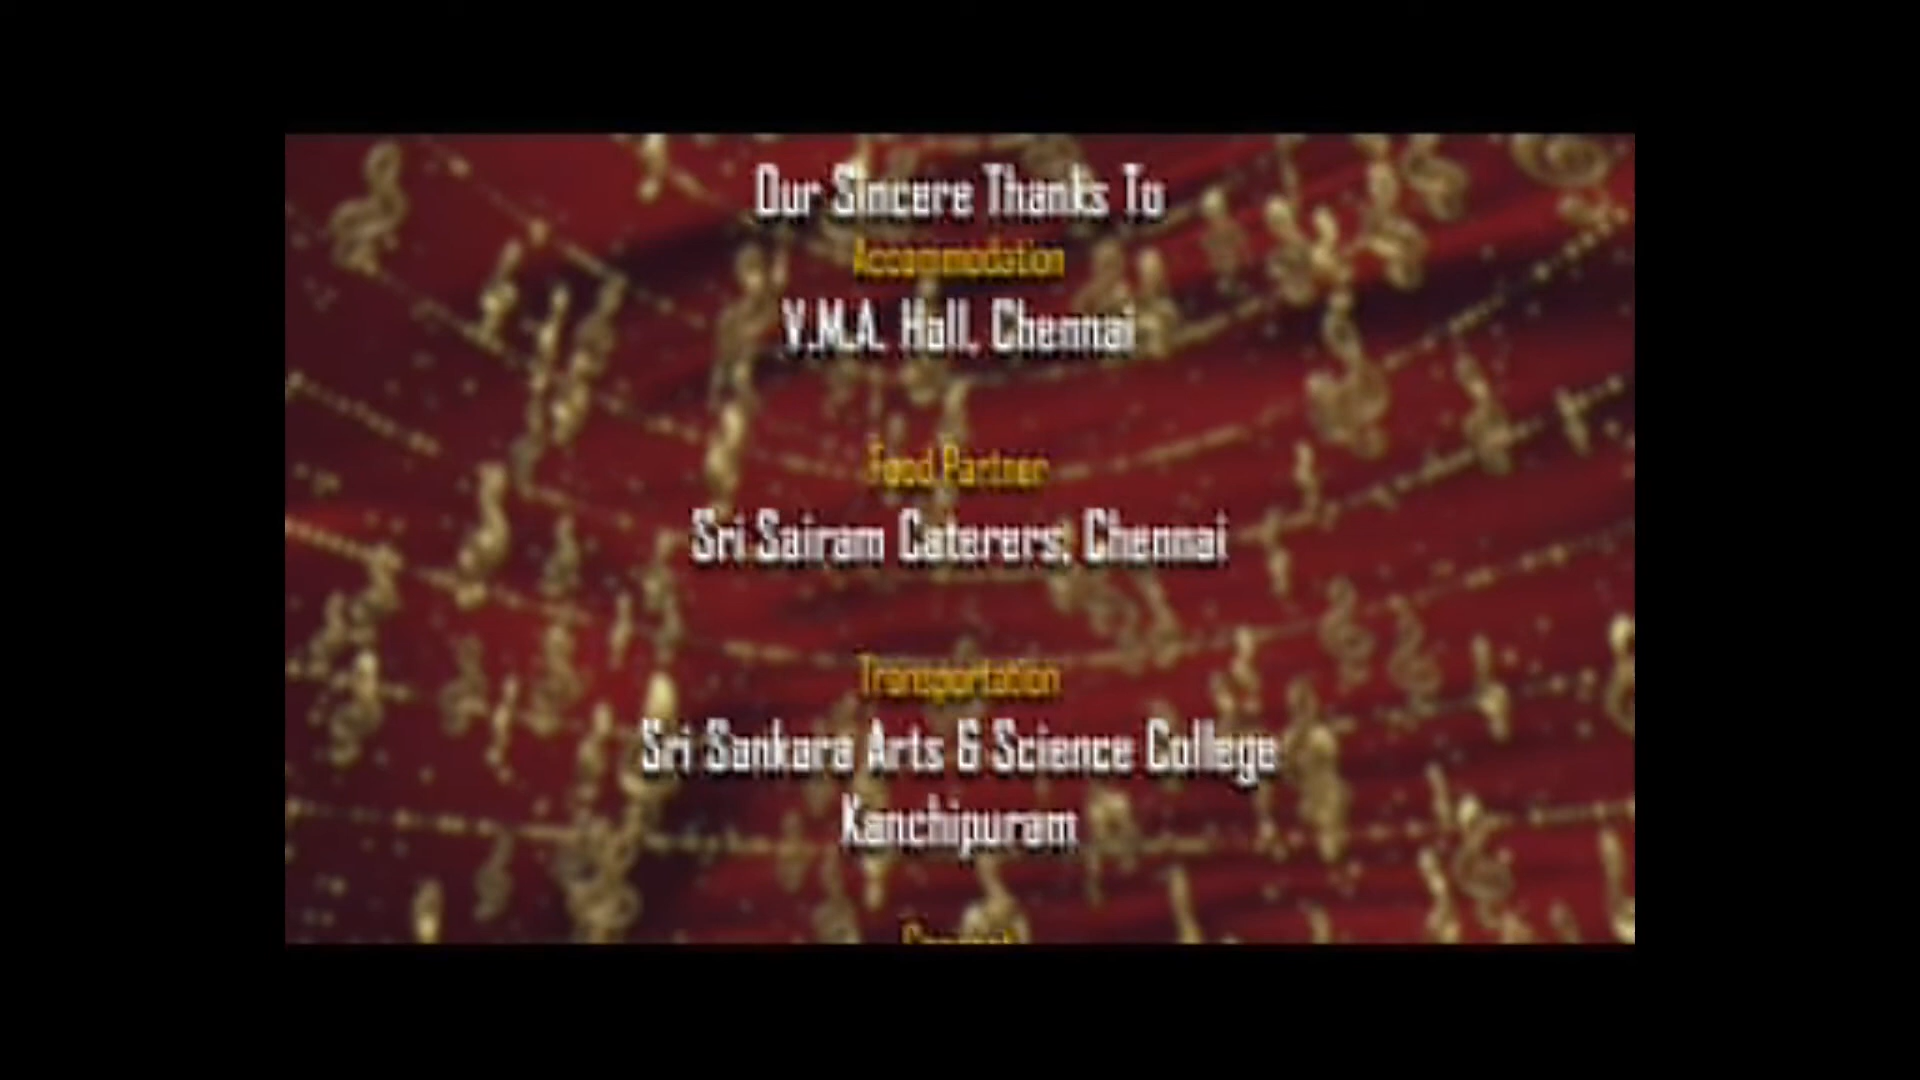 Our Sincere Thanks To
Accommodation
V.M.A. Hall, Chennai
Food Partner
Sri Sairam Caterers, Chennai
Transportation
Sri Sankara Arts & Science College
Kanchipuram